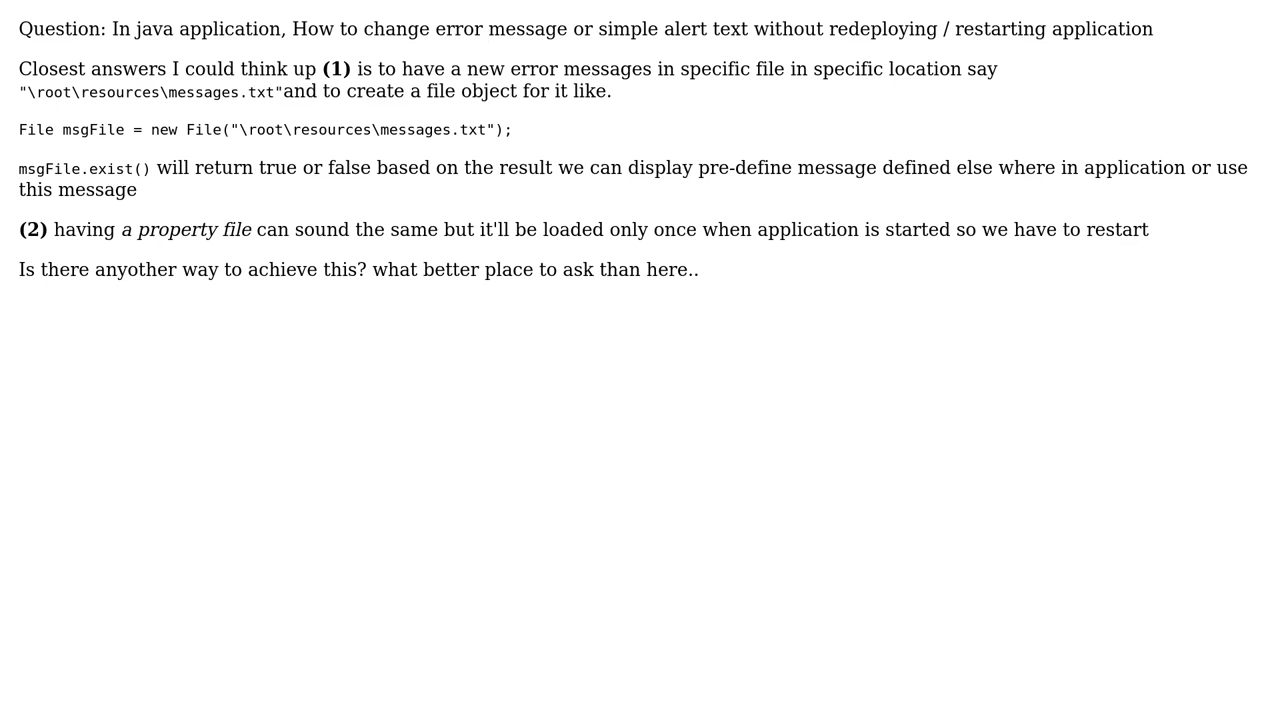 Question: In java application, How to change error message or simple alert text without redeploying / restarting application
Closest answers I could think up (1) is to have a new error messages in specific file in specific location say
"\root\resources\messages.txt"and to create a file object for it like.
File msgFile = new File("\root\resources\messages.txt");
msgFile.exist() will return true or false based on the result we can display pre-define message defined else where in application or use
this message
(2) having a property file can sound the same but it'll be loaded only once when application is started so we have to restart
Is there anyother way to achieve this? what better place to ask than here..